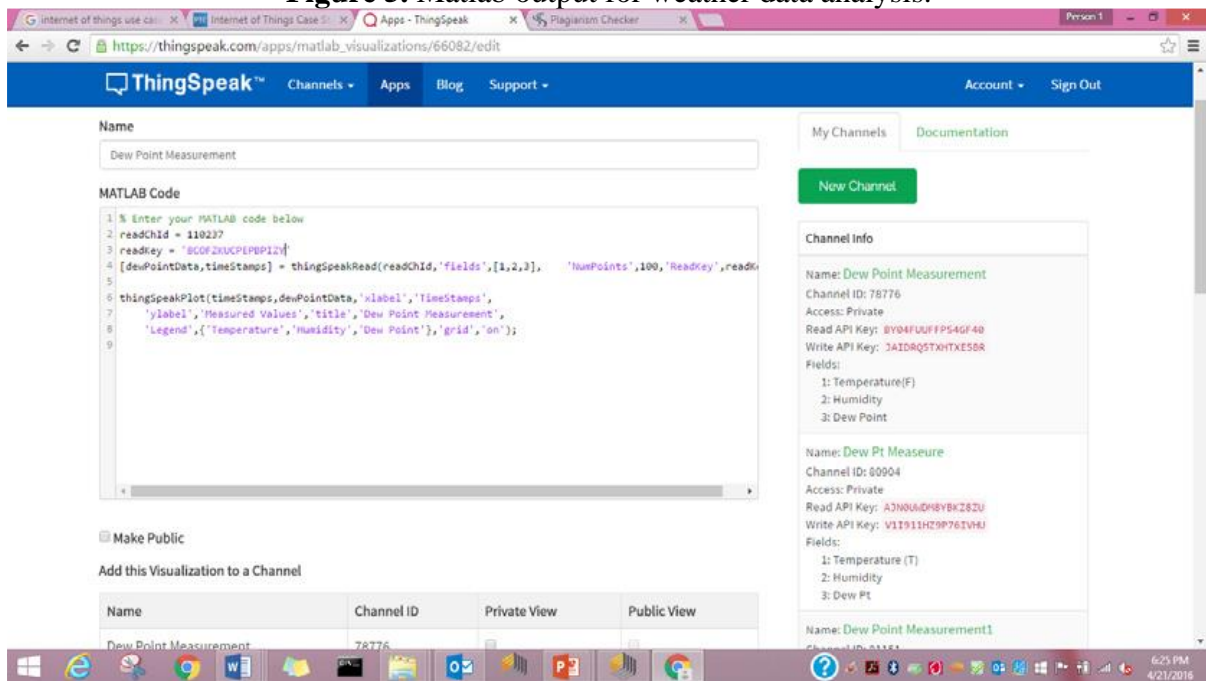 Figure 3. Matlab output for weather data analysis.
internet of things use cas
Internet of Things Case S
Apps - ThingSpeak
Plagiarism Checker
Person 1
https://thingspeak.com/apps/matlab_visualizations/66082/edit
ThingSpeak™ Channels Apps Blog Support Account Sign Out
Name
Dew Point Measurement
MATLAB Code
1 % Enter your MATLAB code below
2 readChId = 110237
3 readKey =
4 [dewPointData,timeStamps] = thingSpeakRead(readChId,'fields',[1,2,3], 'NumPoints',100,'ReadKey',readK
5
6 thingSpeakPlot(timeStamps,dewPointData,'xlabel','TimeStamps',
7 'ylabel','Measured Values','title','Dew Point Measurement',
8 'Legend',{'Temperature','Humidity','Dew Point'},'grid','on');
9
Make Public
Add this Visualization to a Channel
Name Channel ID Private View Public View
Dew Point Measurement 78776
My Channels Documentation
New Channel
Channel Info
Name: Dew Point Measurement
Channel ID: 78776
Access: Private
Read API Key:
Write API Key:
Fields:
1: Temperature(F)
2: Humidity
3: Dew Point
Name: Dew Pt Measeure
Channel ID: 80904
Access: Private
Read API Key:
Write API Key:
Fields:
1: Temperature (T)
2: Humidity
3: Dew Pt
Name: Dew Point Measurement1
6:25 PM
4/21/2016